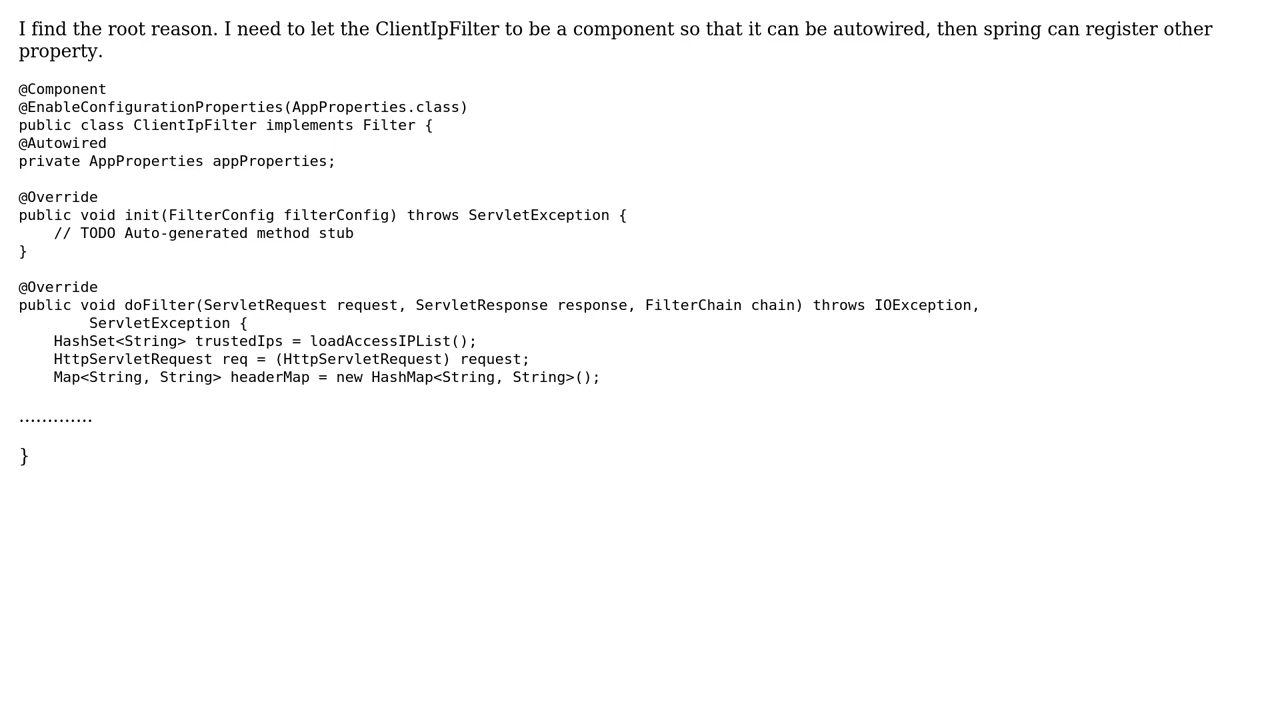 I find the root reason. I need to let the ClientIpFilter to be a component so that it can be autowired, then spring can register other
property.
@Component
@EnableConfigurationProperties(AppProperties.class)
public class ClientIpFilter implements Filter {
@Autowired
private AppProperties appProperties;

@Override
public void init(FilterConfig filterConfig) throws ServletException {
    // TODO Auto-generated method stub
}

@Override
public void doFilter(ServletRequest request, ServletResponse response, FilterChain chain) throws IOException,
        ServletException {
    HashSet<String> trustedIps = loadAccessIPList();
    HttpServletRequest req = (HttpServletRequest) request;
    Map<String, String> headerMap = new HashMap<String, String>();

.............

}